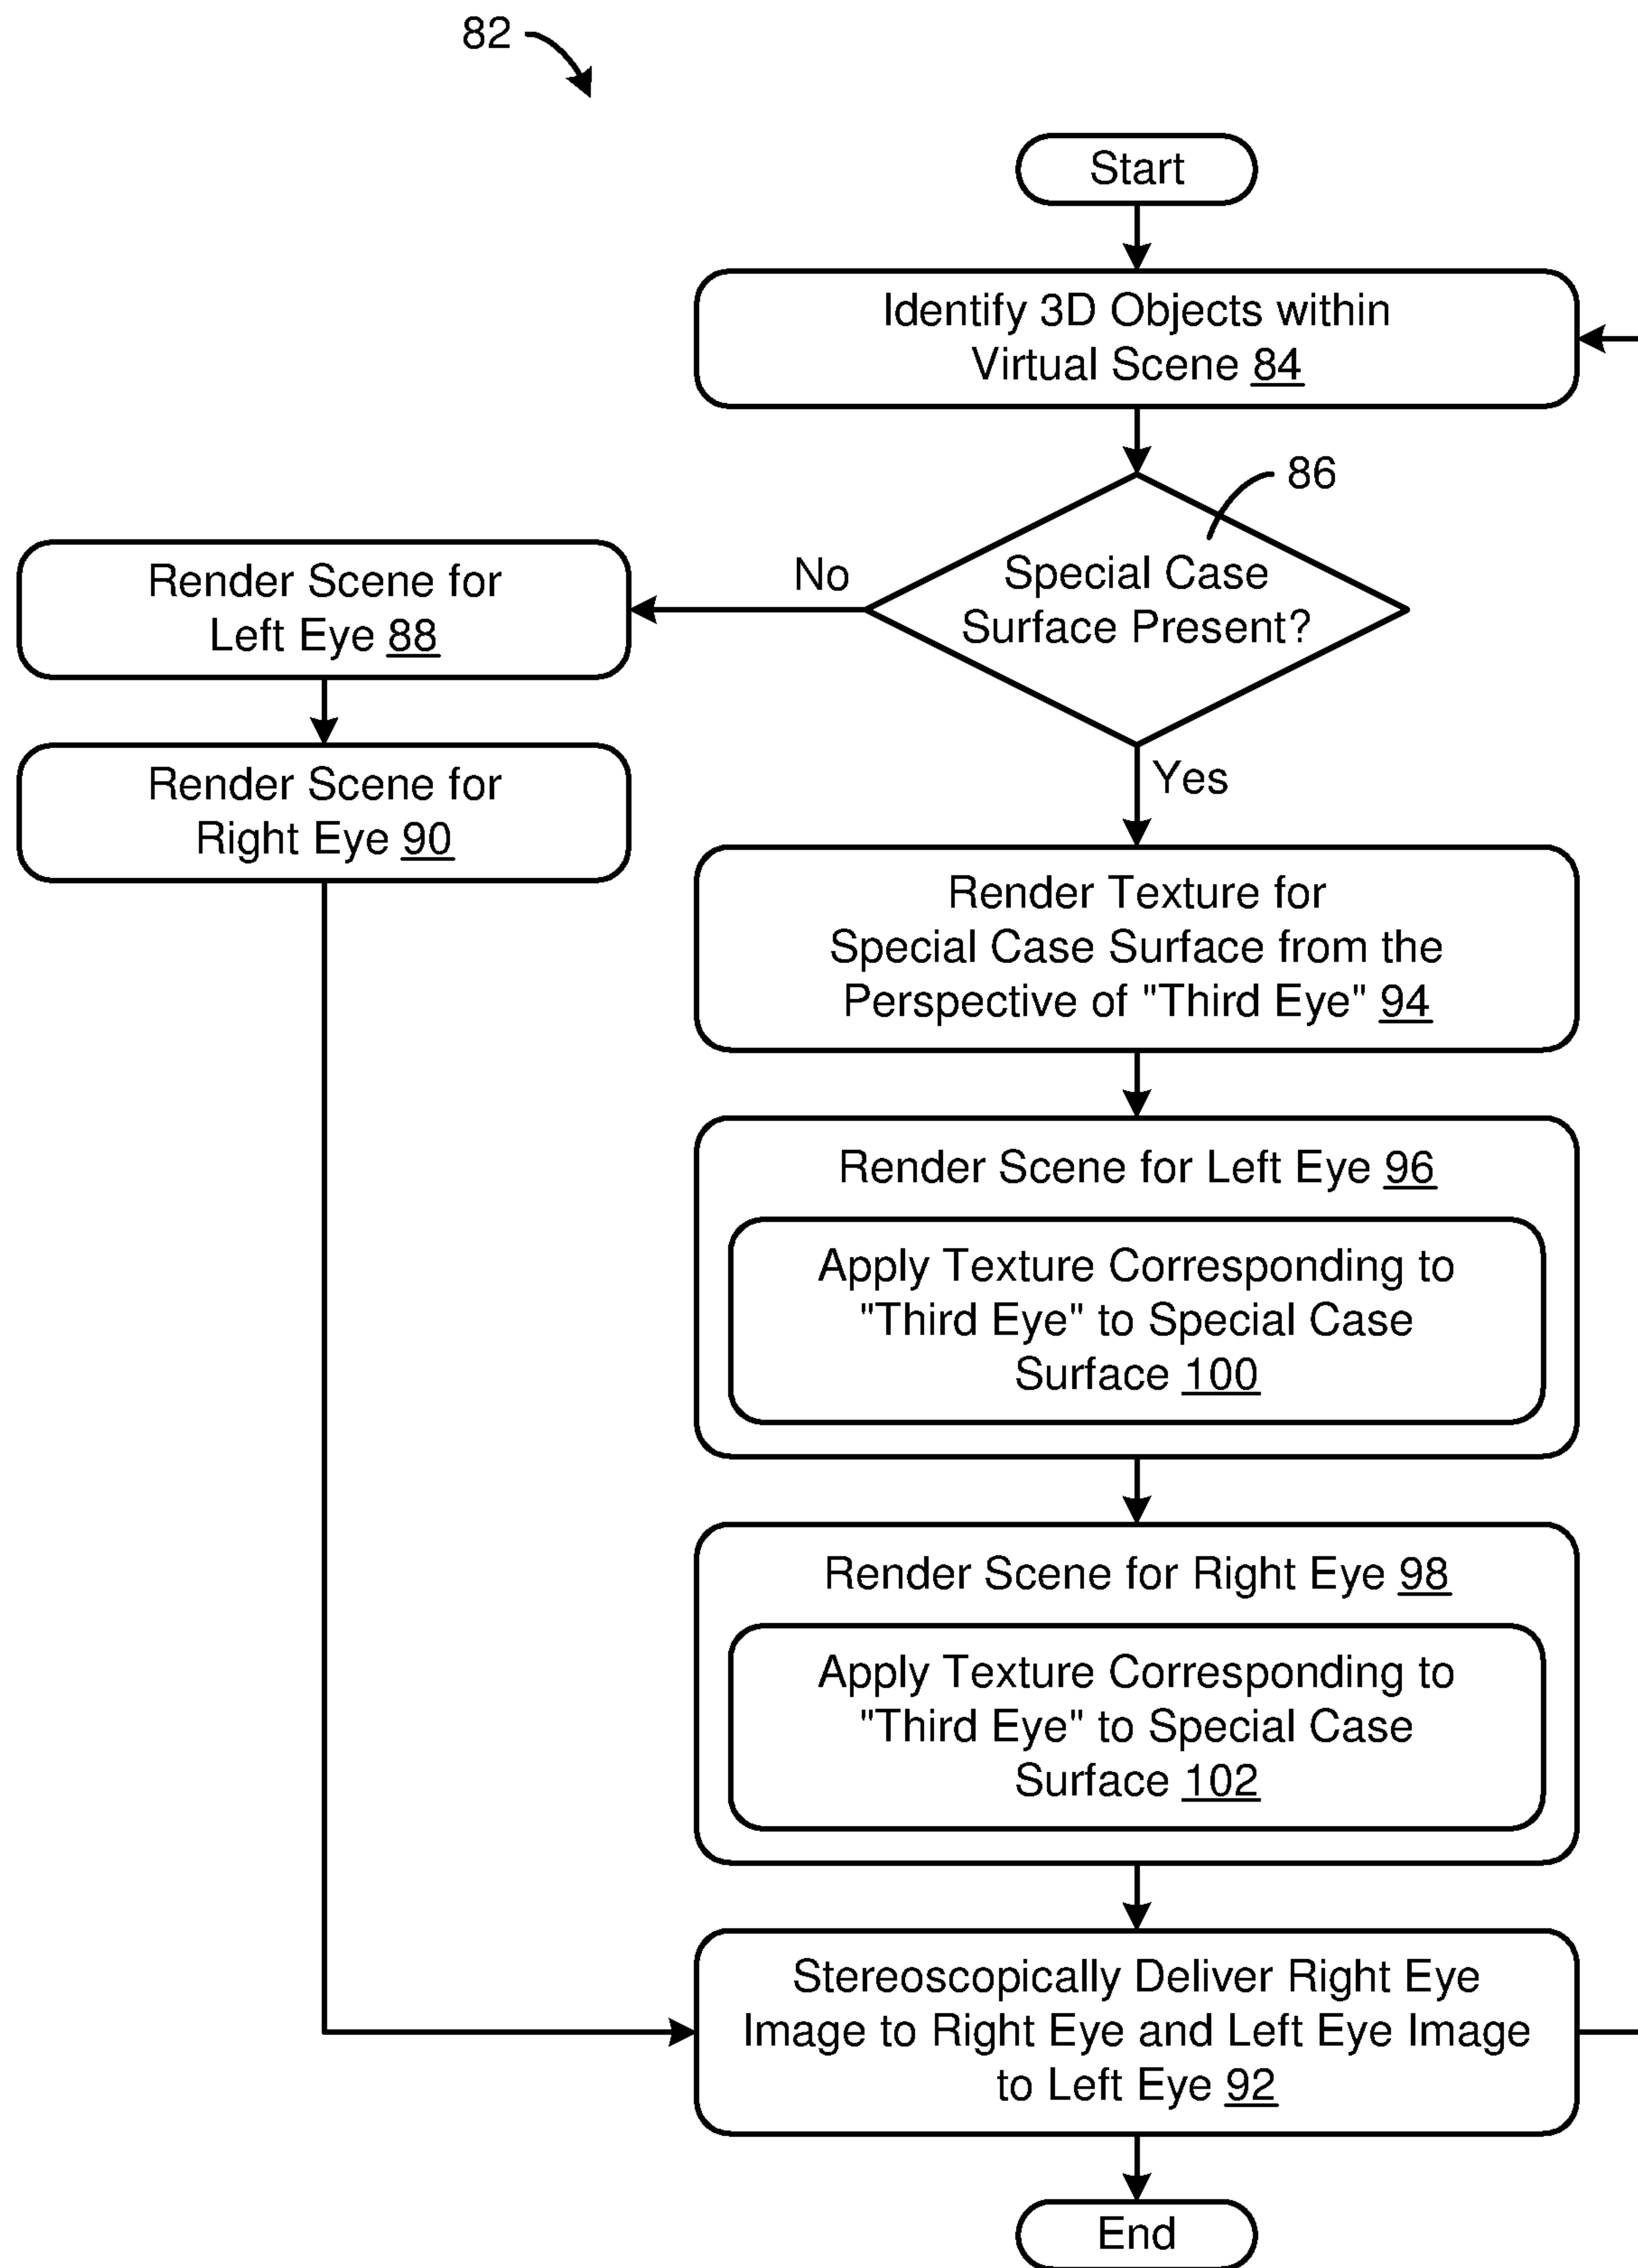 82
Start
Identify 3D Objects within
Virtual Scene 84
86
Special Case
Surface Present?
No
Yes
Render Scene for
Left Eye 88
Render Scene for
Right Eye 90
Render Texture for
Special Case Surface from the
Perspective of "Third Eye" 94
Render Scene for Left Eye 96
Apply Texture Corresponding to
"Third Eye" to Special Case
Surface 100
Render Scene for Right Eye 98
Apply Texture Corresponding to
"Third Eye" to Special Case
Surface 102
Stereoscopically Deliver Right Eye
Image to Right Eye and Left Eye Image
to Left Eye 92
End